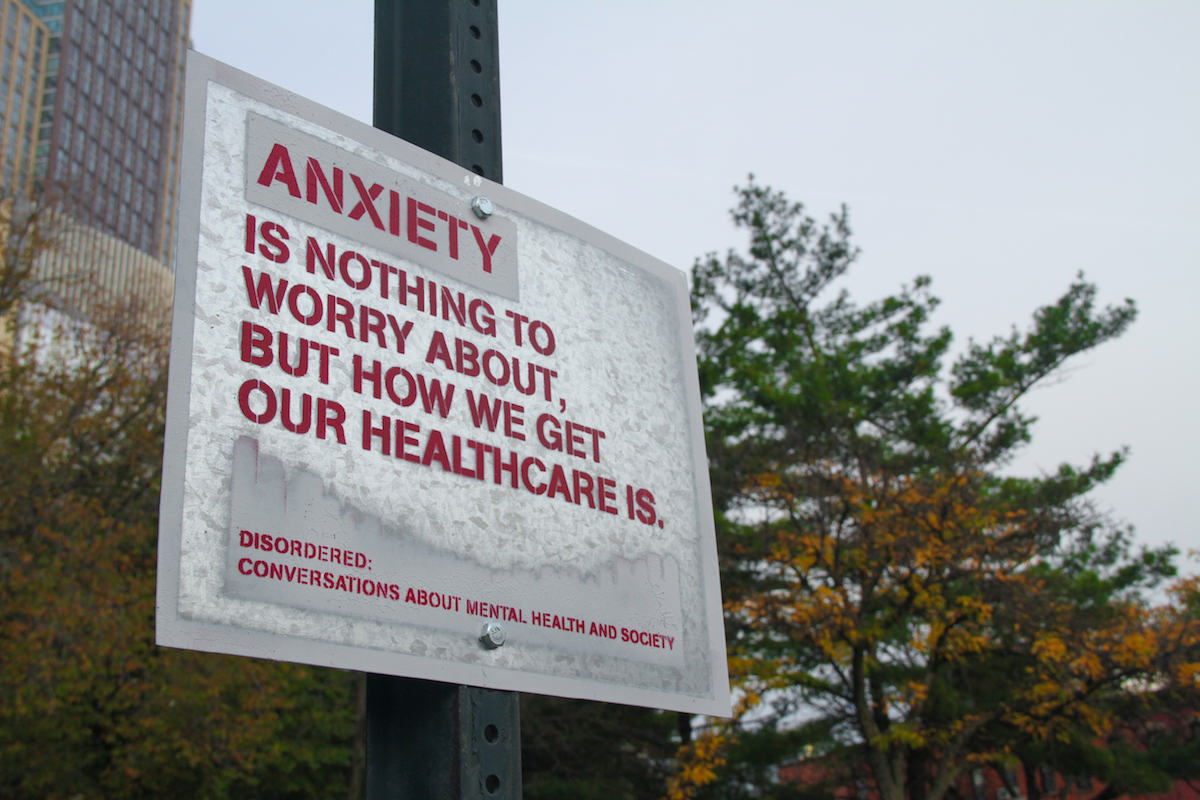 ANXIETY
IS NOTHING TO
WORRY ABOUT,
BUT HOW WE GET
OUR HEALTHCARE IS.
DISORDERED:
CONVERSATIONS ABOUT MENTAL HEALTH AND SOCIETY